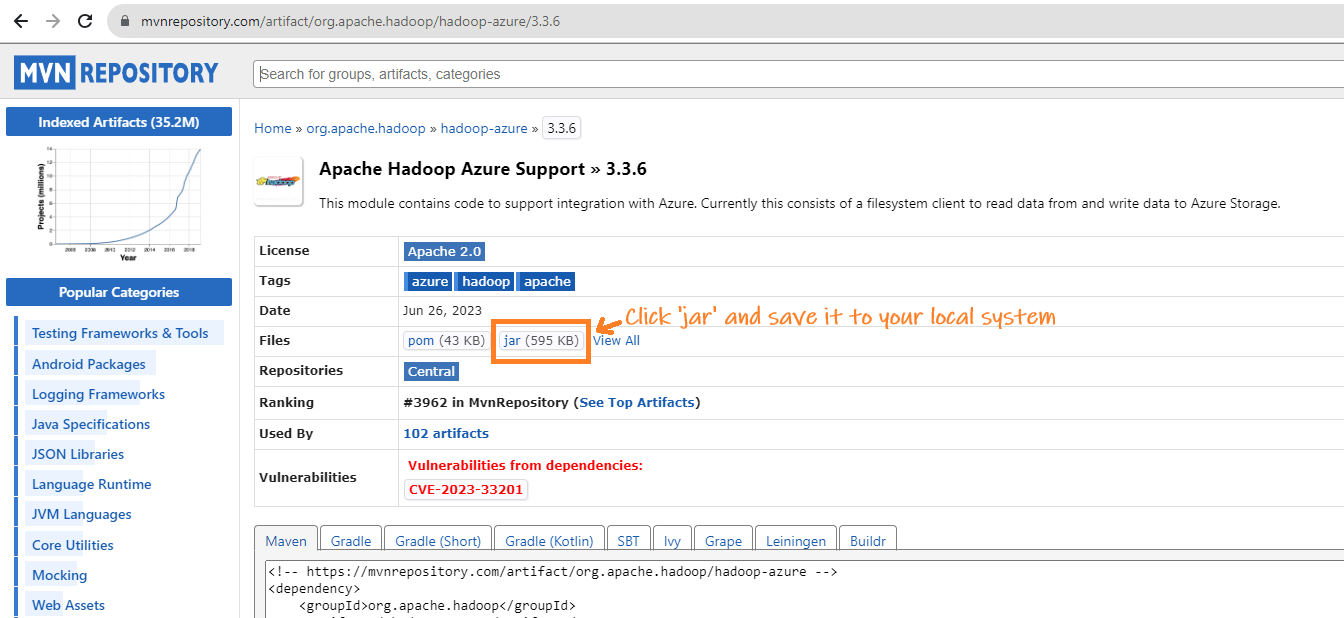 mvnrepository.com/artifact/org.apache.hadoop/hadoop-azure/3.3.6
MVN REPOSITORY
Search for groups, artifacts, categories
Indexed Artifacts (35.2M)
Projects (millions)
Year
Popular Categories
Testing Frameworks & Tools
Android Packages
Logging Frameworks
Java Specifications
JSON Libraries
Language Runtime
JVM Languages
Core Utilities
Mocking
Web Assets
Home » org.apache.hadoop » hadoop-azure » 3.3.6
hadoop
Apache Hadoop Azure Support » 3.3.6
This module contains code to support integration with Azure. Currently this consists of a filesystem client to read data from and write data to Azure Storage.
License Apache 2.0
Tags azure hadoop apache
Date Jun 26, 2023
Click 'jar' and save it to your local system
Files pom (43 KB) jar (595 KB) View All
Repositories Central
Ranking #3962 in MvnRepository (See Top Artifacts)
Used By 102 artifacts
Vulnerabilities Vulnerabilities from dependencies:
CVE-2023-33201
Maven Gradle Gradle (Short) Gradle (Kotlin) SBT Ivy Grape Leiningen Buildr
<!-- https://mvnrepository.com/artifact/org.apache.hadoop/hadoop-azure -->
<dependency>
<groupId>org.apache.hadoop</groupId>